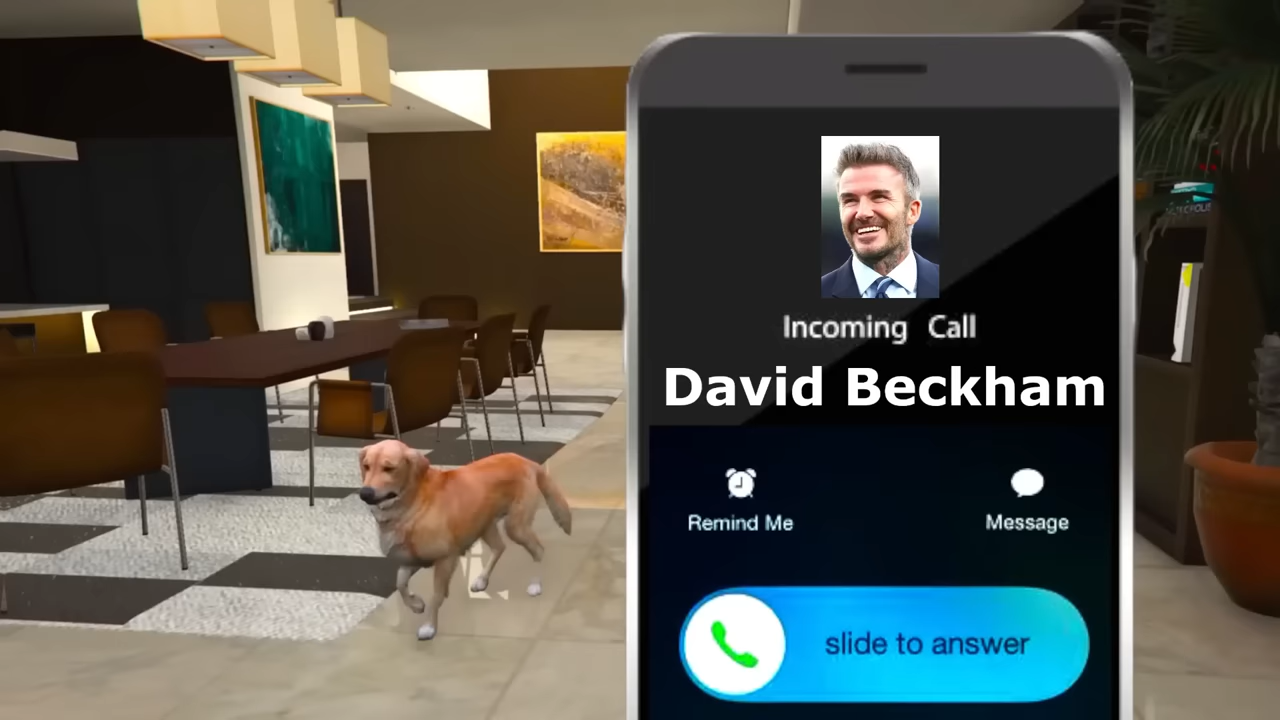 Incoming Call
David Beckham
Remind Me
Message
slide to answer